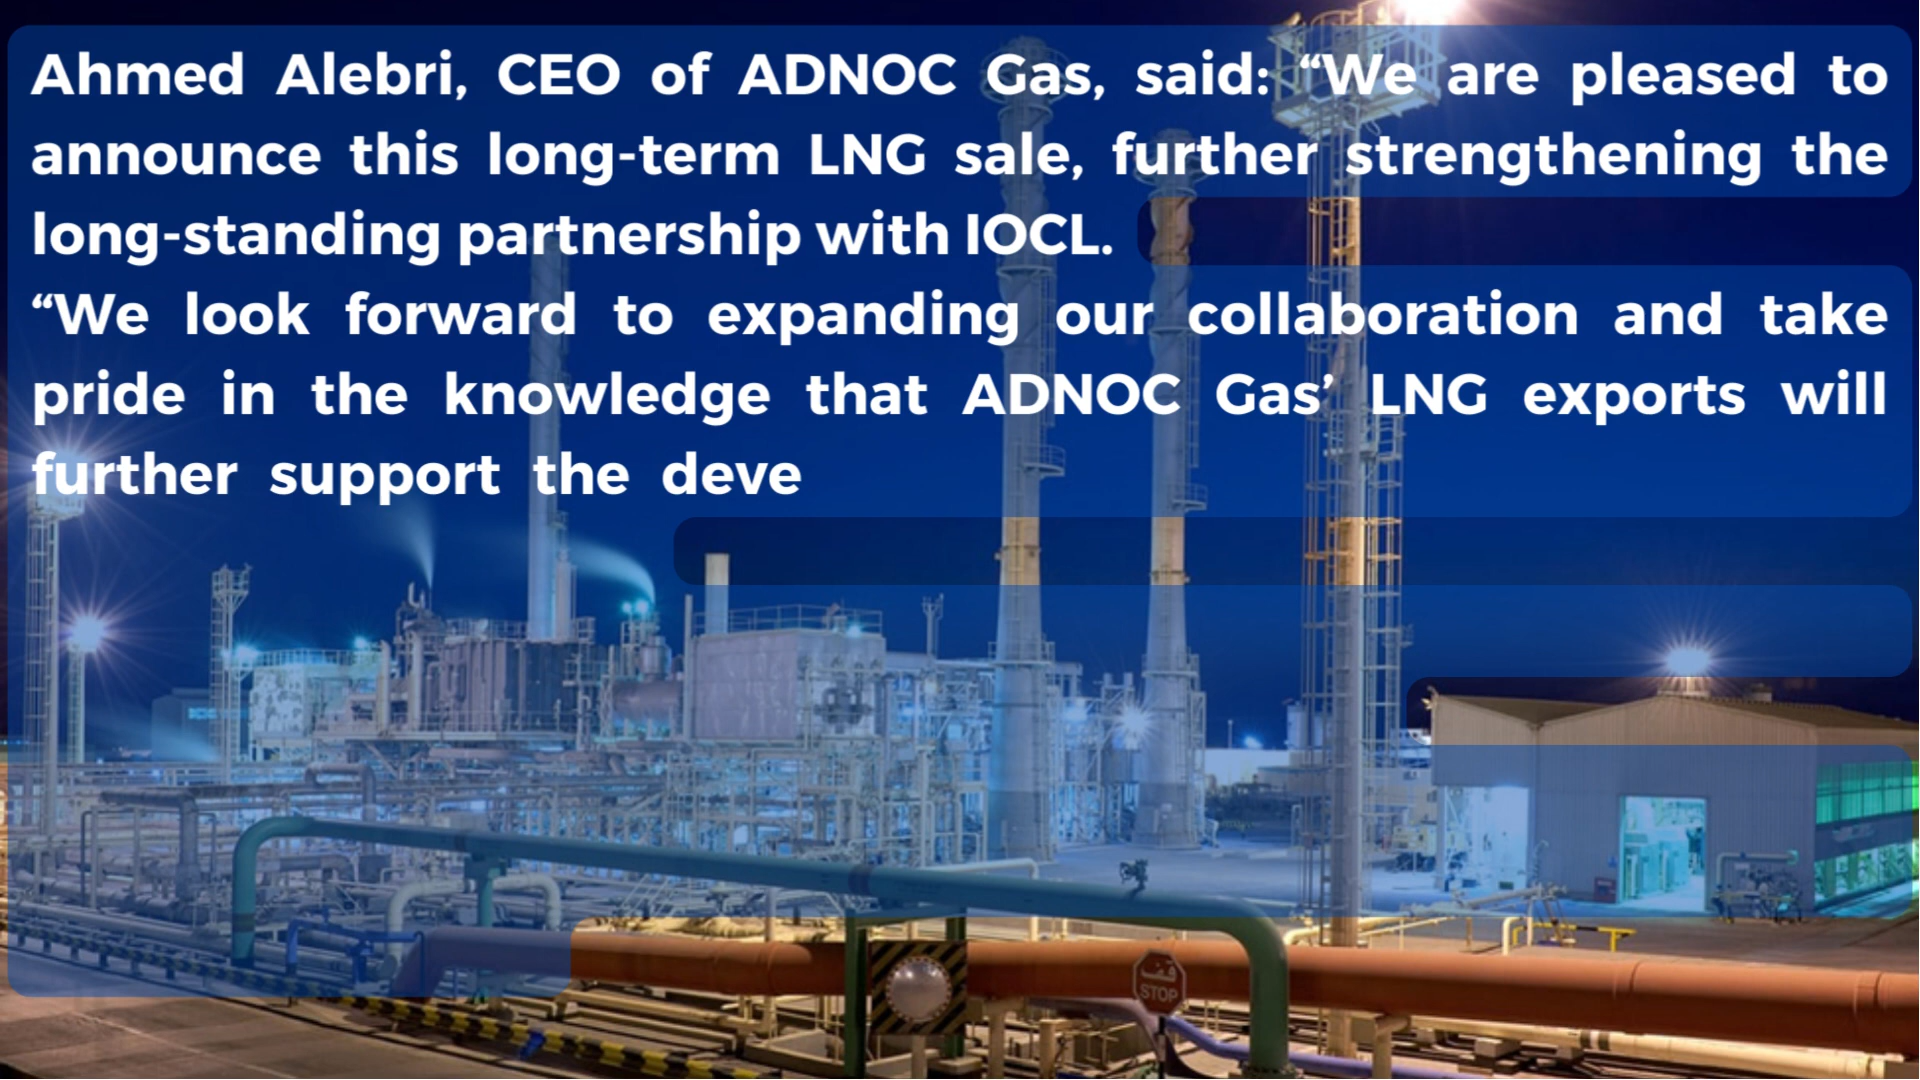 Ahmed Alebri, CEO of ADNOC Gas, said: “We are pleased to
announce this long-term LNG sale, further strengthening the
long-standing partnership with IOCL.
“We look forward to expanding our collaboration and take
pride in the knowledge that ADNOC Gas’ LNG exports will
further support the deve
قف
STOP